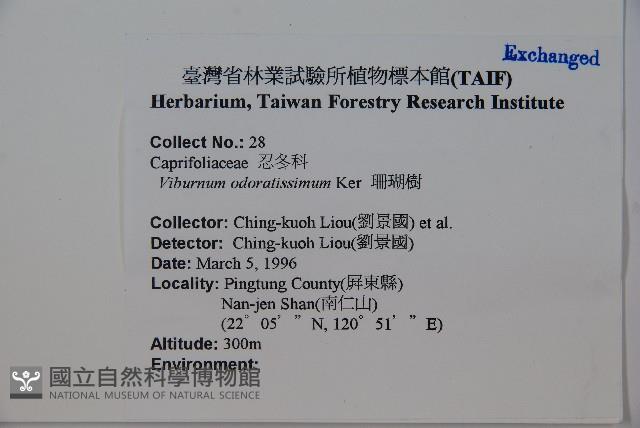 Exchanged
臺灣省林業試驗所植物標本館(TAIF)
Herbarium, Taiwan Forestry Research Institute
Collect No.: 28
Caprifoliaceae 忍冬科
Viburnum odoratissimum Ker 珊瑚樹
Collector: Ching-kuoh Liou(劉景國) et al.
Detector: Ching-kuoh Liou(劉景國)
Date: March 5, 1996
Locality: Pingtung County(屏東縣)
Nan-jen Shan(南仁山)
(22° 05' " N, 120° 51' " E)
Altitude: 300m
Environment:
國立自然科學博物館
NATIONAL MUSEUM OF NATURAL SCIENCE